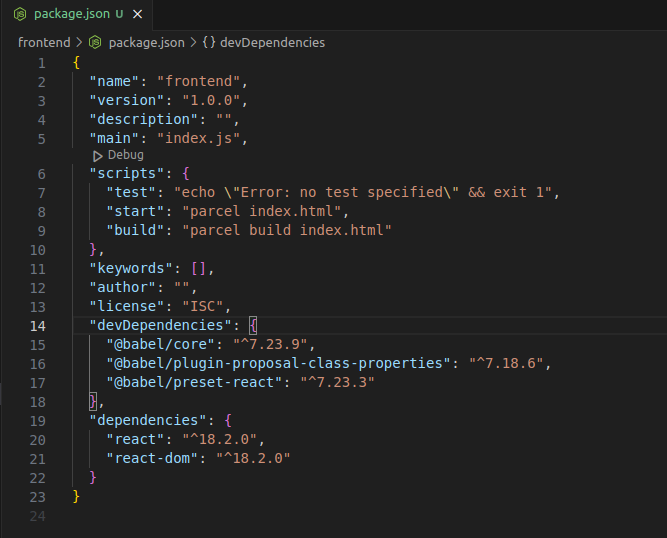 package.json U ×
frontend > package.json > {} devDependencies
1 {
2 "name": "frontend",
3 "version": "1.0.0",
4 "description": "",
5 "main": "index.js",
Debug
6 "scripts": {
7 "test": "echo \"Error: no test specified\" && exit 1",
8 "start": "parcel index.html",
9 "build": "parcel build index.html"
10 },
11 "keywords": [],
12 "author": "",
13 "license": "ISC",
14 "devDependencies": {
15 "@babel/core": "^7.23.9",
16 "@babel/plugin-proposal-class-properties": "^7.18.6",
17 "@babel/preset-react": "^7.23.3"
18 },
19 "dependencies": {
20 "react": "^18.2.0",
21 "react-dom": "^18.2.0"
22 }
23 }
24